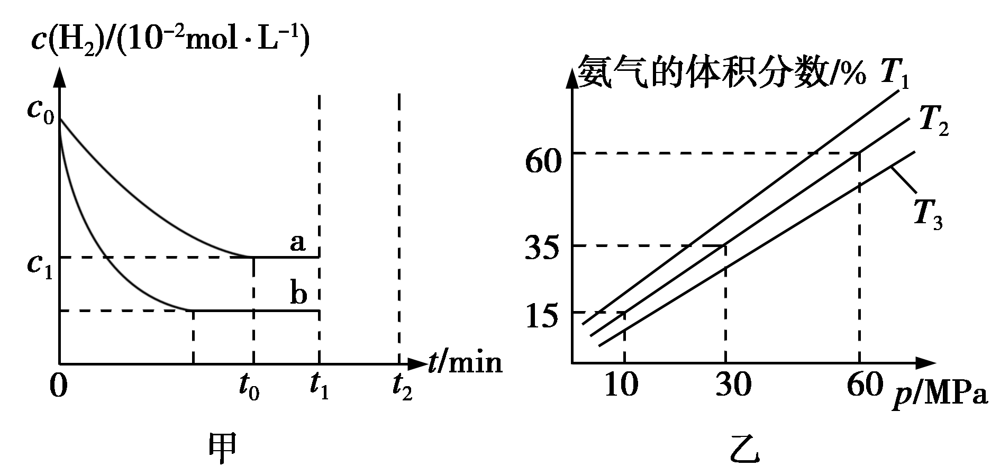 c(H₂)/(10⁻²mol·L⁻¹)
c₀
c₁
a
b
0
t₀
t₁
t₂
t/min
甲
氨气的体积分数/%
T₁
T₂
T₃
60
35
15
10
30
60
p/MPa
乙